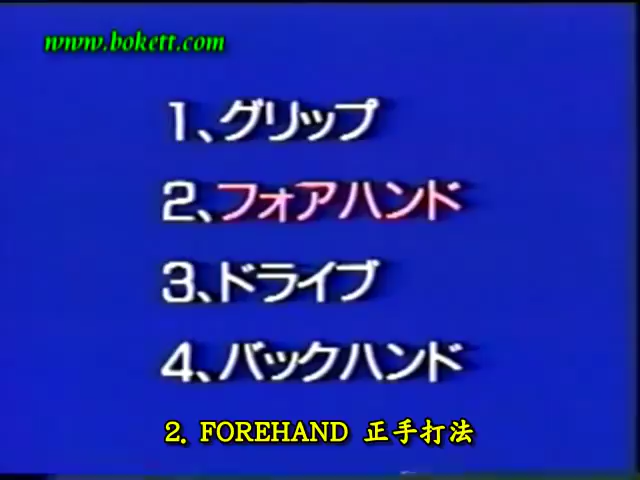 www.bokett.com
1、グリップ
2、フォアハンド
3、ドライブ
4、バックハンド
2. FOREHAND 正手打法